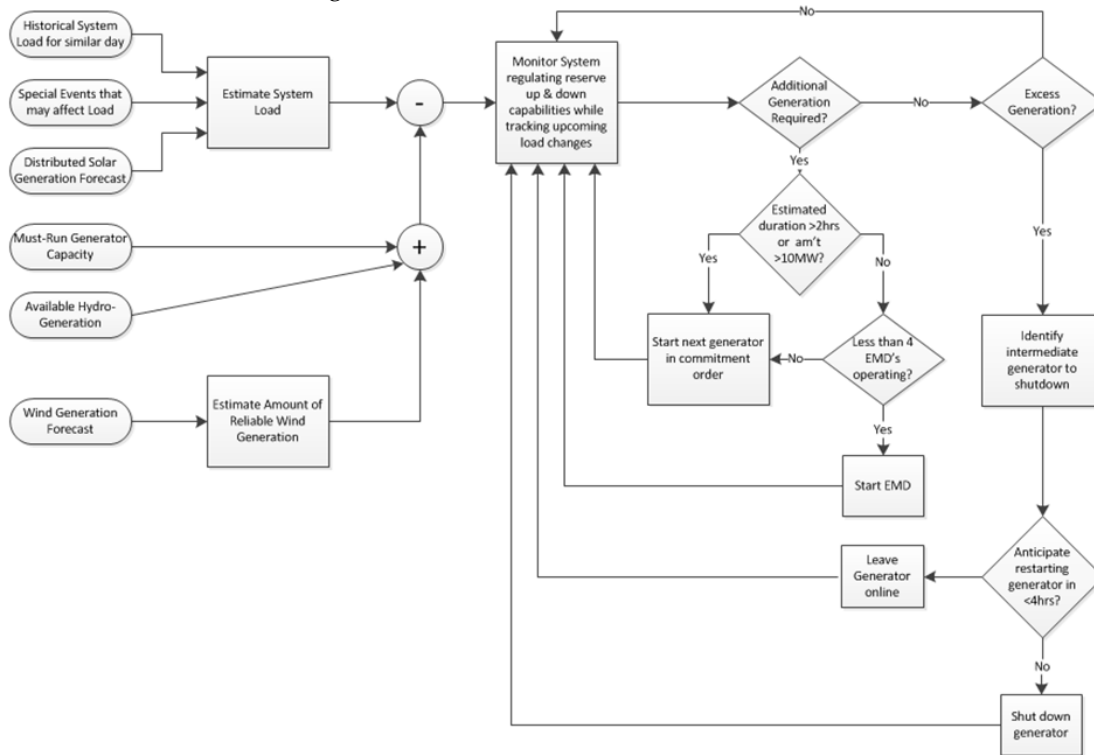 Historical System
Load for similar day
Special Events that
may affect Load
Distributed Solar
Generation Forecast
Must-Run Generator
Capacity
Available Hydro-
Generation
Wind Generation
Forecast
Estimate System
Load
Estimate Amount of
Reliable Wind
Generation
-
+
Monitor System
regulating reserve
up & down
capabilities while
tracking upcoming
load changes
Additional
Generation
Required?
No
Excess
Generation?
No
Yes
Estimated
duration >2hrs
or am't
>10MW?
Yes
No
Start next generator
in commitment
order
No
Less than 4
EMD's
operating?
Yes
Start EMD
Yes
Identify
intermediate
generator to
shutdown
Anticipate
restarting
generator in
<4hrs?
Leave
Generator
online
No
Shut down
generator